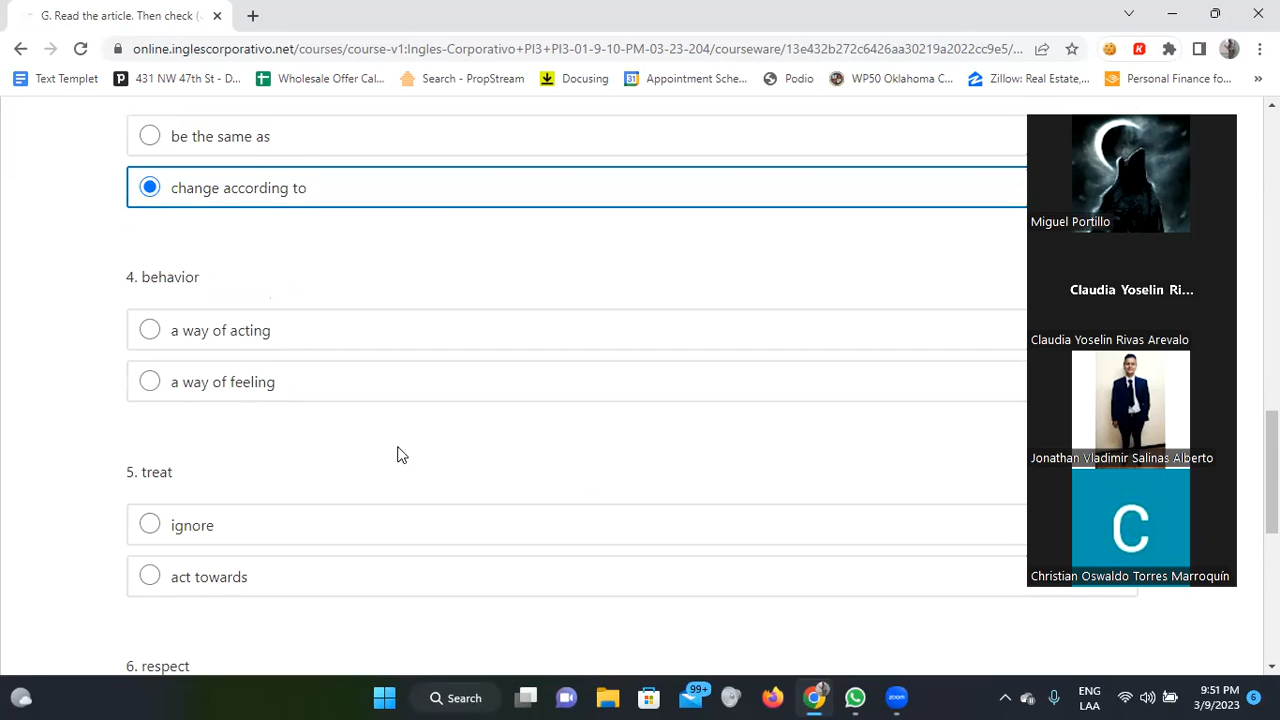 G. Read the article. Then check (
online.inglescorporativo.net/courses/course-v1:Ingles-Corporativo+PI3+PI3-01-9-10-PM-03-23-204/courseware/13e432b272c6426aa30219a2022cc9e5/...
Text Templet
431 NW 47th St - D...
Wholesale Offer Cal...
Search - PropStream
Docusing
Appointment Sche...
Podio
WP50 Oklahoma C...
Zillow: Real Estate,...
Personal Finance fo...
»
be the same as
change according to
Miguel Portillo
4. behavior
Claudia Yoselin Ri...
a way of acting
Claudia Yoselin Rivas Arevalo
a way of feeling
Jonathan Vladimir Salinas Alberto
5. treat
ignore
C
act towards
Christian Oswaldo Torres Marroquín
6. respect
Search
99+
zoom
ENG
LAA
9:51 PM
3/9/2023
6